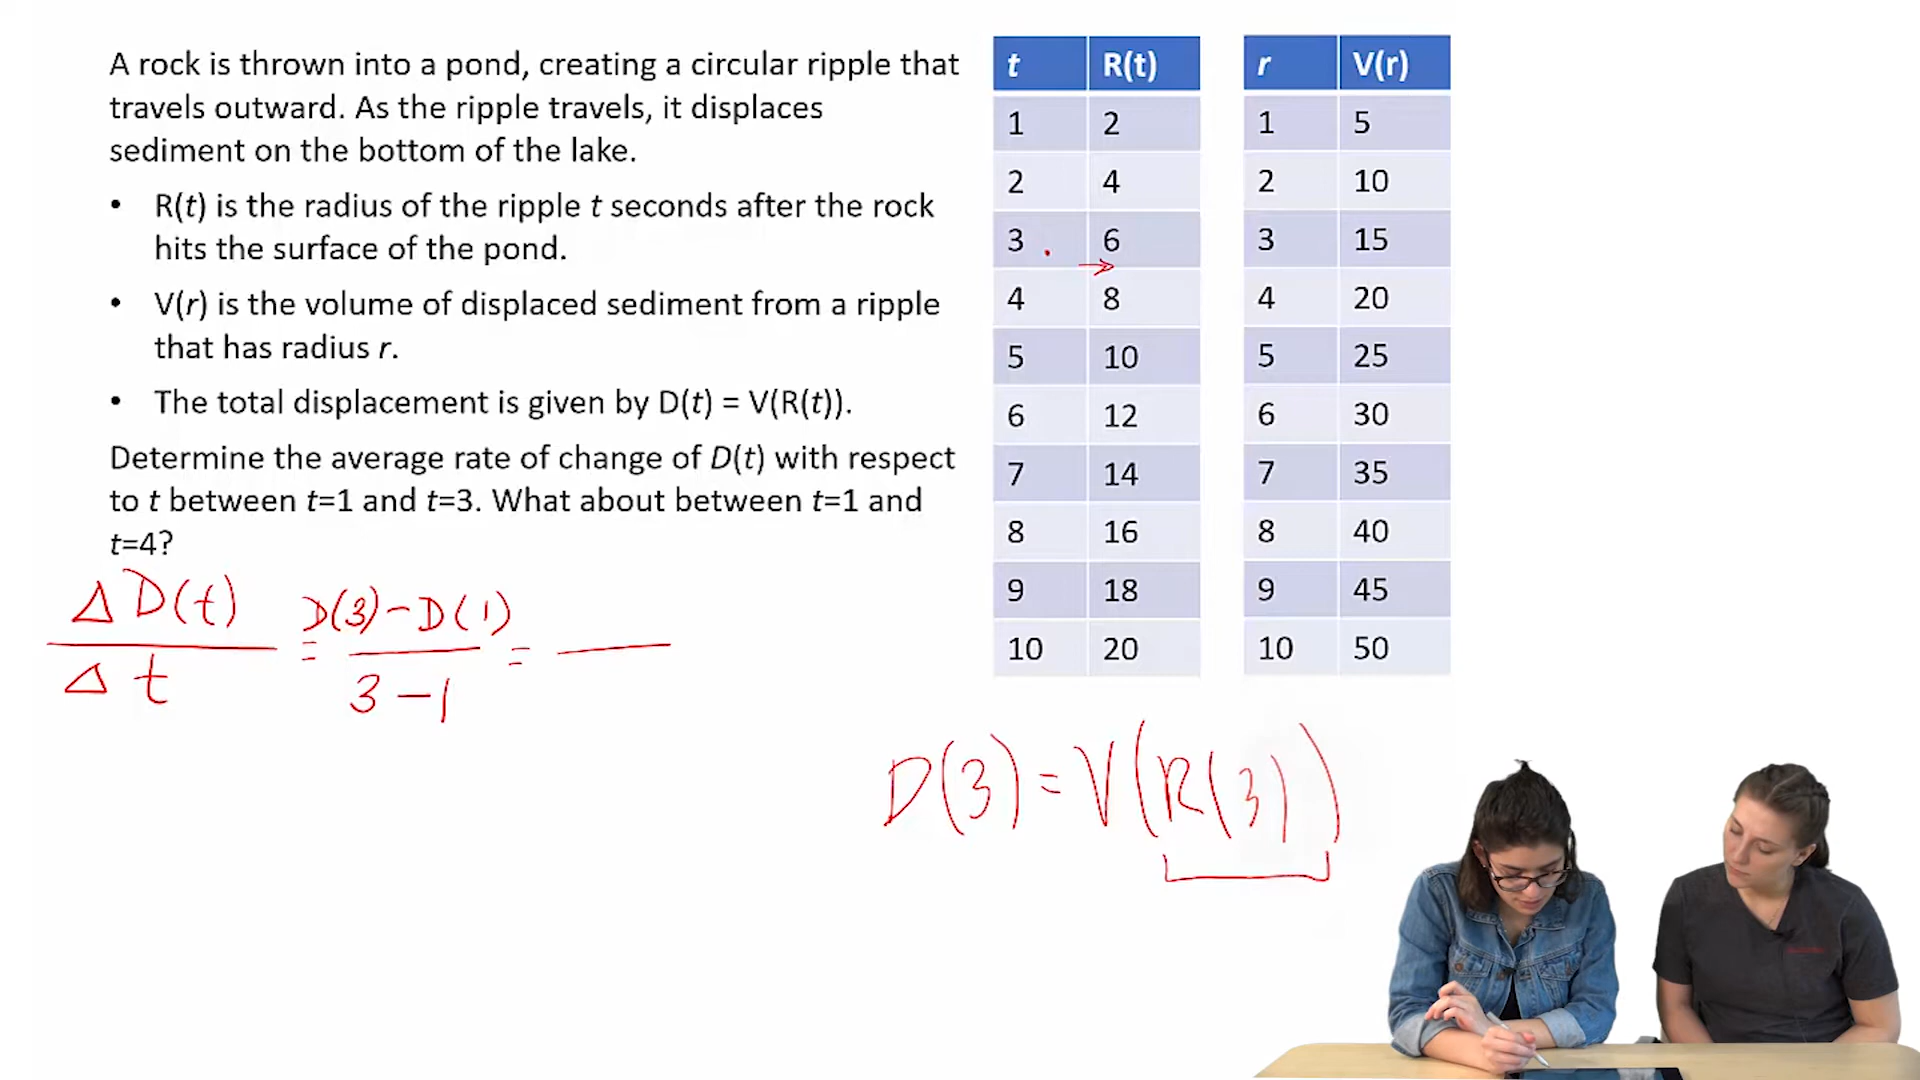 A rock is thrown into a pond, creating a circular ripple that
travels outward. As the ripple travels, it displaces
sediment on the bottom of the lake.
• R(t) is the radius of the ripple t seconds after the rock
hits the surface of the pond.
• V(r) is the volume of displaced sediment from a ripple
that has radius r.
• The total displacement is given by D(t) = V(R(t)).
Determine the average rate of change of D(t) with respect
to t between t=1 and t=3. What about between t=1 and
t=4?
t R(t)
1 2
2 4
3 6
4 8
5 10
6 12
7 14
8 16
9 18
10 20
r V(r)
1 5
2 10
3 15
4 20
5 25
6 30
7 35
8 40
9 45
10 50
Δ D(t) = D(3) – D(1) =
Δ t 3 – 1
D(3) = V(R(3))